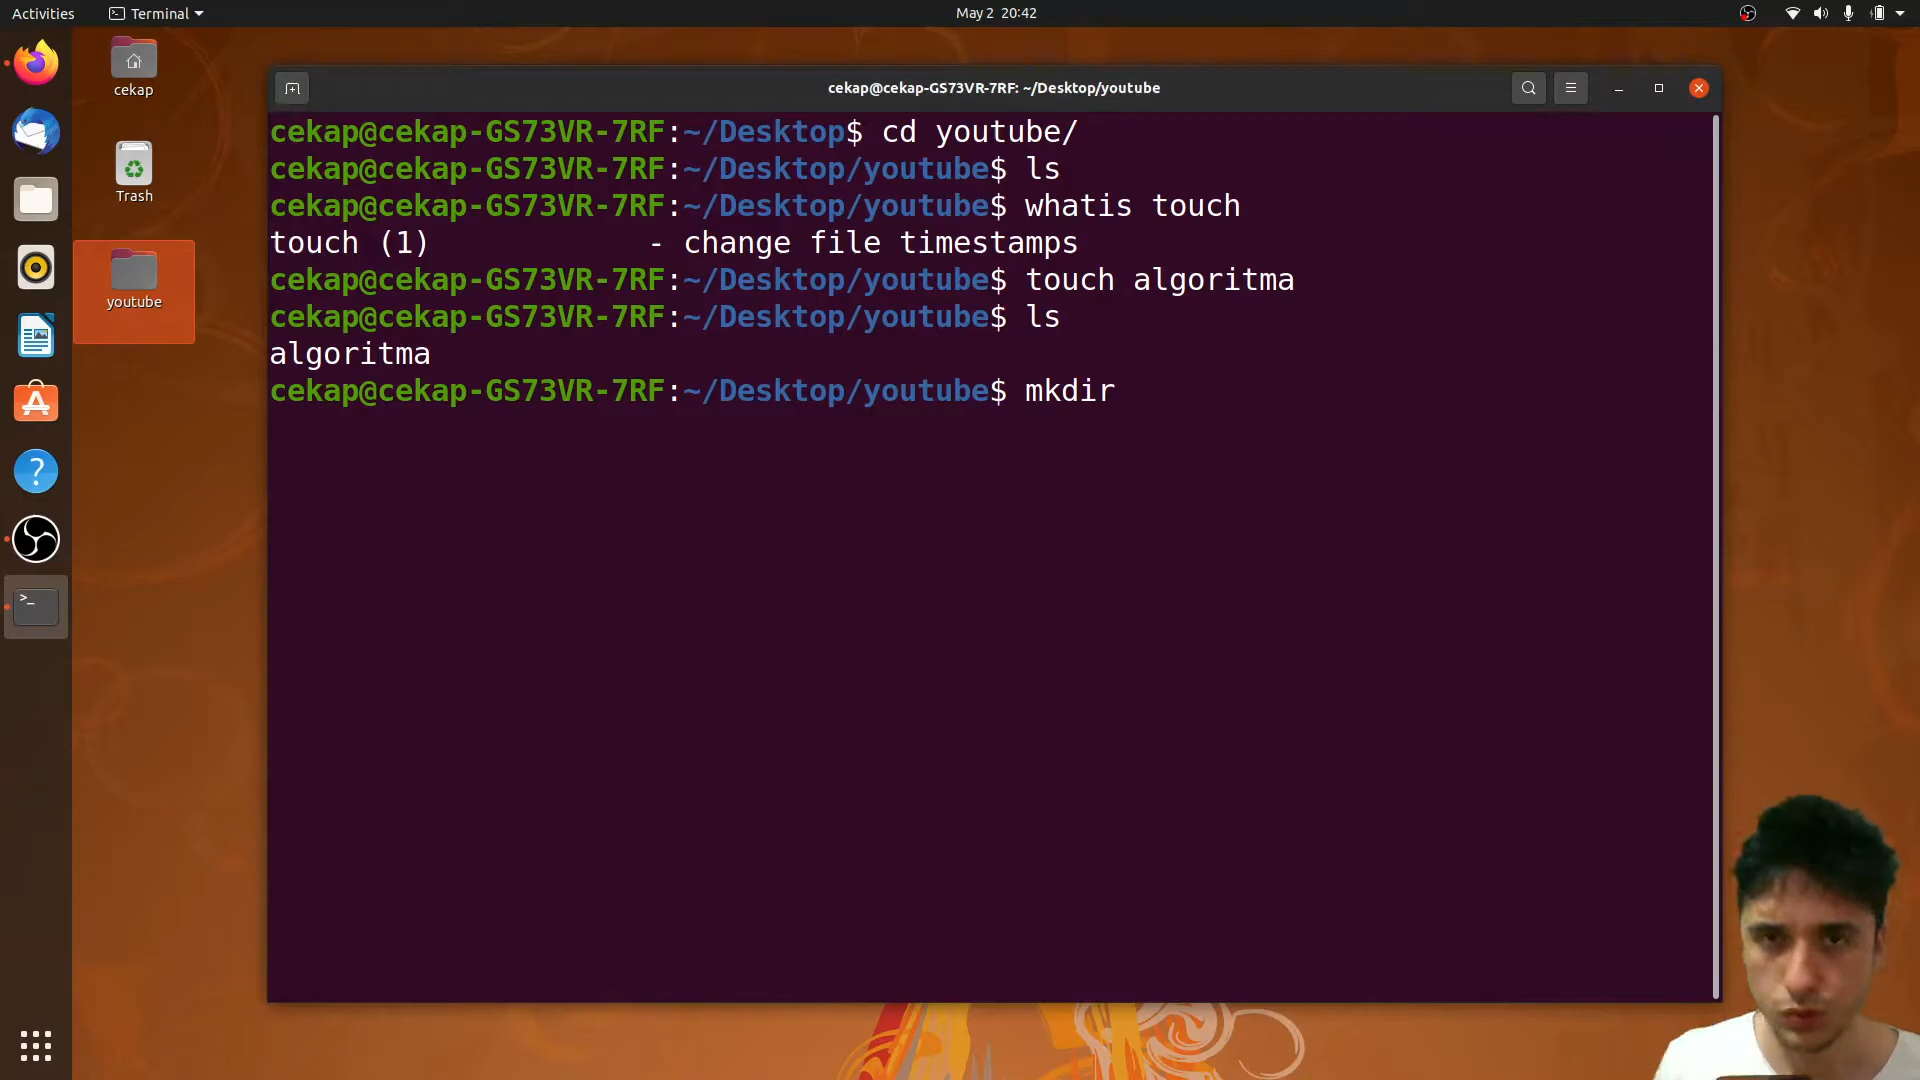 Activities
Terminal
May 2 20:42
cekap
Trash
youtube
cekap@cekap-GS73VR-7RF: ~/Desktop/youtube
cekap@cekap-GS73VR-7RF:~/Desktop$ cd youtube/
cekap@cekap-GS73VR-7RF:~/Desktop/youtube$ ls
cekap@cekap-GS73VR-7RF:~/Desktop/youtube$ whatis touch
touch (1)            - change file timestamps
cekap@cekap-GS73VR-7RF:~/Desktop/youtube$ touch algoritma
cekap@cekap-GS73VR-7RF:~/Desktop/youtube$ ls
algoritma
cekap@cekap-GS73VR-7RF:~/Desktop/youtube$ mkdir